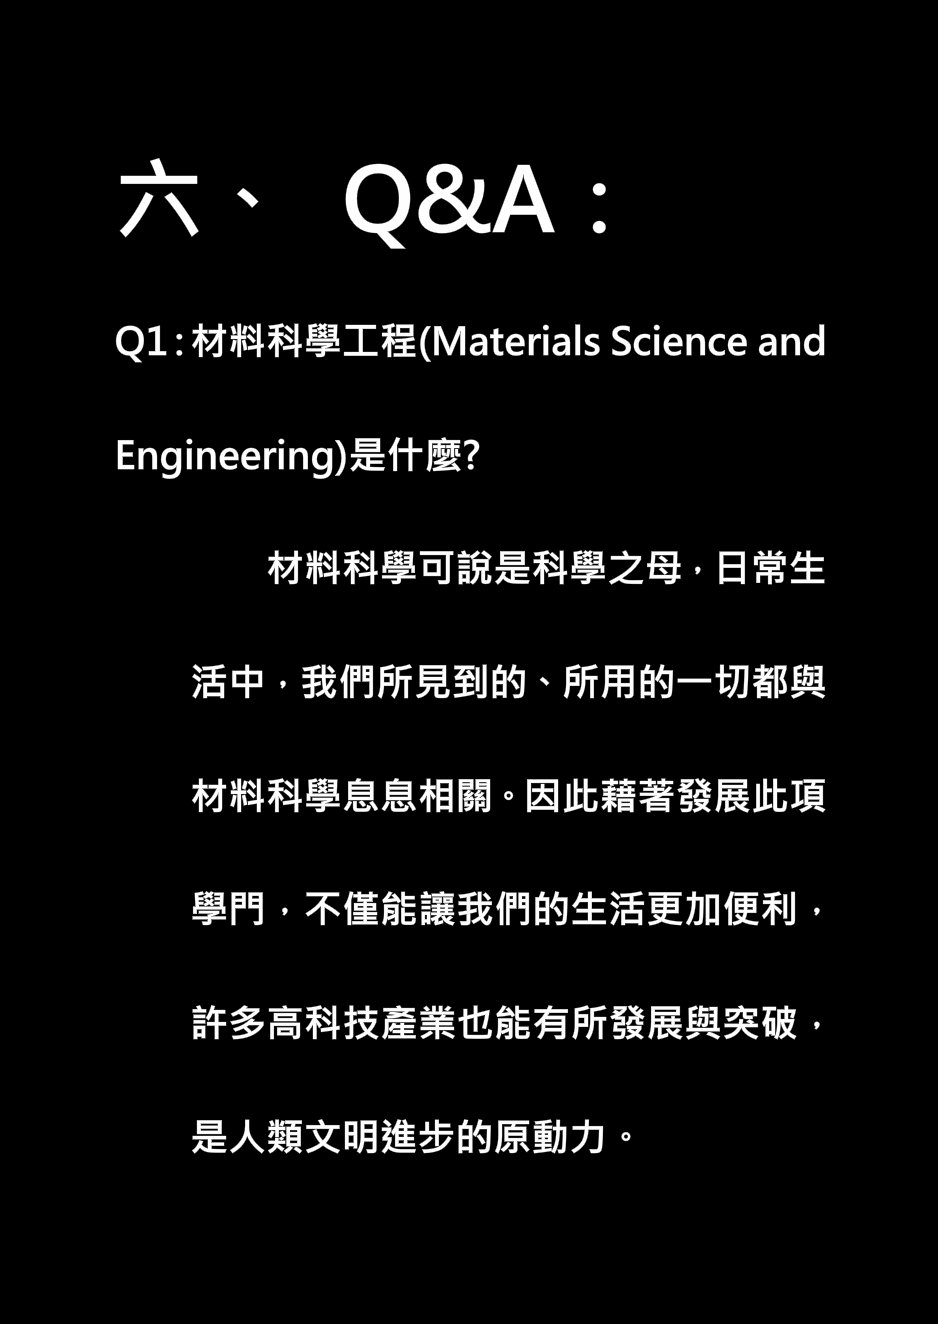 六、 Q&A：
Q1：材料科學工程(Materials Science and
Engineering)是什麼?
材料科學可說是科學之母，日常生
活中，我們所見到的、所用的一切都與
材料科學息息相關。因此藉著發展此項
學門，不僅能讓我們的生活更加便利，
許多高科技產業也能有所發展與突破，
是人類文明進步的原動力。